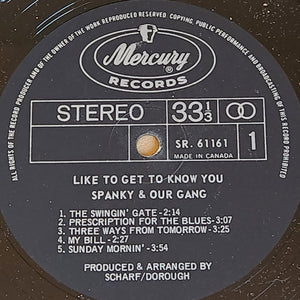 ALL RIGHTS OF THE RECORD PRODUCER AND OF THE OWNER OF THE WORK REPRODUCED RESERVED. COPYING, PUBLIC PERFORMANCE AND BROADCASTING OF THIS RECORD PROHIBITED
Mercury
RECORDS
STEREO 33 1/3
SR. 61161
MADE IN CANADA
1
LIKE TO GET TO KNOW YOU
SPANKY & OUR GANG
1. THE SWINGIN' GATE - 2:14
2. PRESCRIPTION FOR THE BLUES-3:07
3. THREE WAYS FROM TOMORROW - 3:25
4. MY BILL - 2:27
5. SUNDAY MORNIN' - 3:54
PRODUCED & ARRANGED BY
SCHARF/DOROUGH